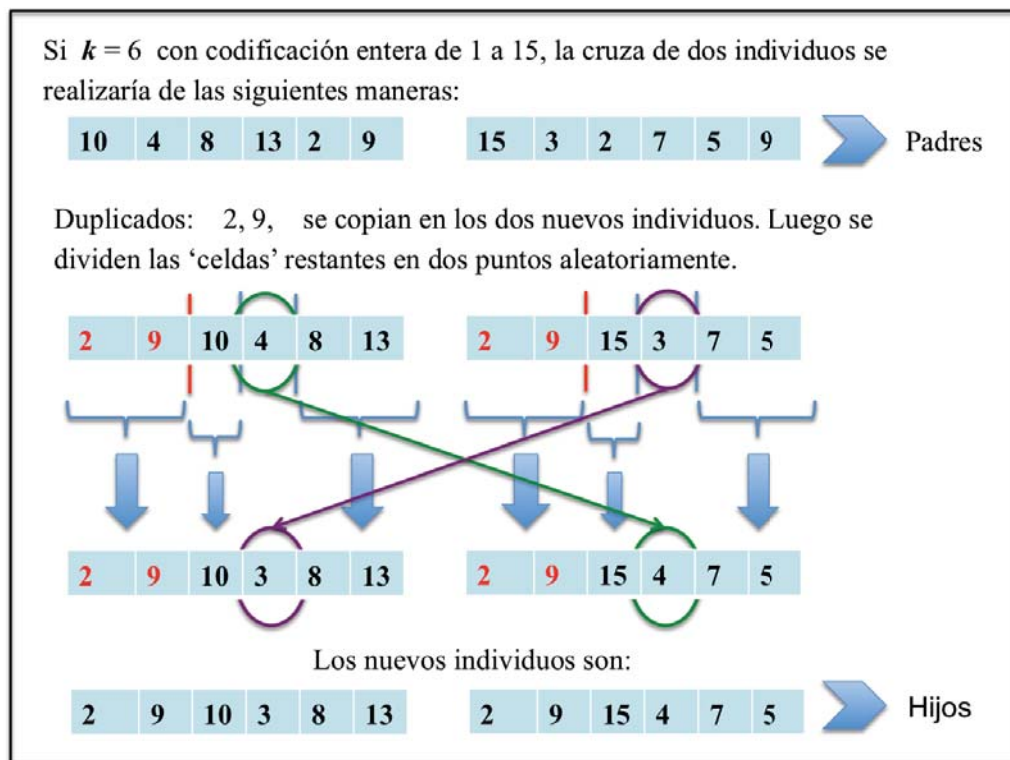 Si k = 6 con codificación entera de 1 a 15, la cruza de dos individuos se
realizaría de las siguientes maneras:
10 4 8 13 2 9 15 3 2 7 5 9 Padres
Duplicados: 2, 9, se copian en los dos nuevos individuos. Luego se
dividen las ‘celdas’ restantes en dos puntos aleatoriamente.
2 9 10 4 8 13 2 9 15 3 7 5
2 9 10 3 8 13 2 9 15 4 7 5
Los nuevos individuos son:
2 9 10 3 8 13 2 9 15 4 7 5 Hijos